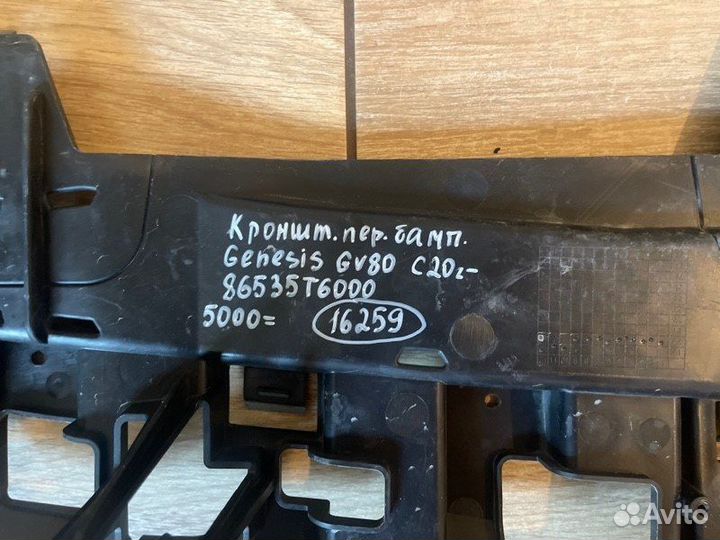 Кроншт. пер. бамп.
Genesis GV80 С20г-
86535T6000
5000= 16259
Avito